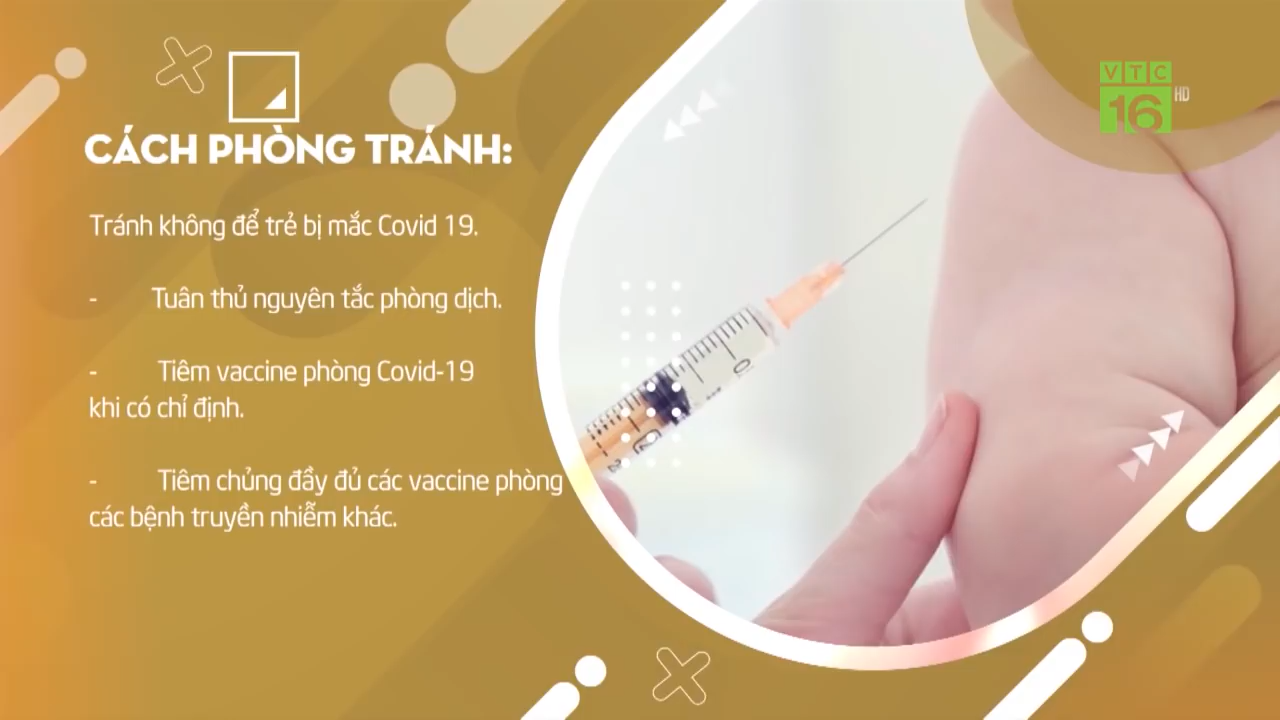 VTC
16
HD
CÁCH PHÒNG TRÁNH:
Tránh không để trẻ bị mắc Covid 19.
- Tuân thủ nguyên tắc phòng dịch.
- Tiêm vaccine phòng Covid-19
khi có chỉ định.
- Tiêm chủng đầy đủ các vaccine phòng
các bệnh truyền nhiễm khác.